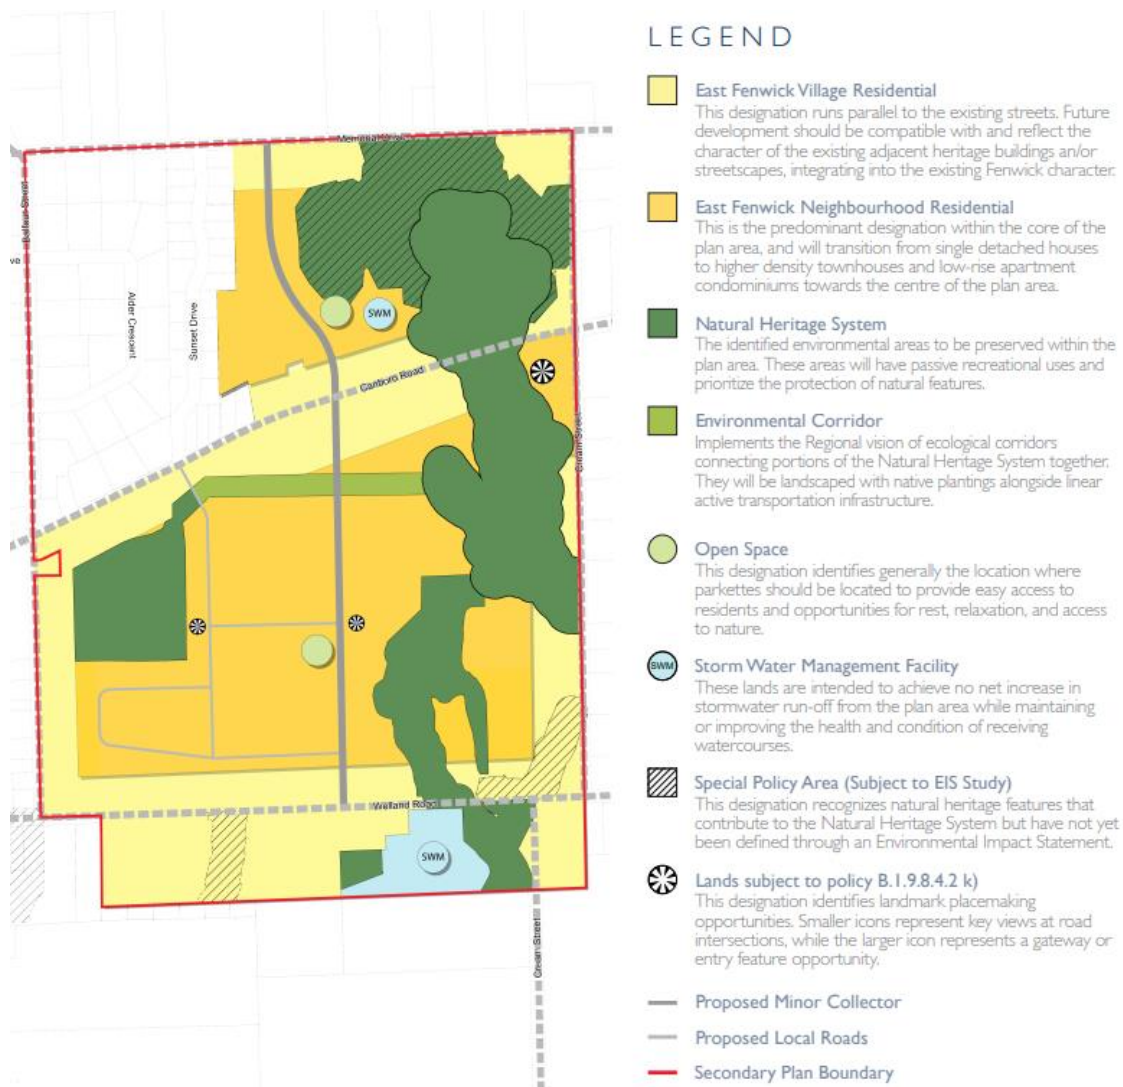 LEGEND
East Fenwick Village Residential
This designation runs parallel to the existing streets. Future
development should be compatible with and reflect the
character of the existing adjacent heritage buildings an/or
streetscapes, integrating into the existing Fenwick character.
East Fenwick Neighbourhood Residential
This is the predominant designation within the core of the
plan area, and will transition from single detached houses
to higher density townhouses and low-rise apartment
condominiums towards the centre of the plan area.
Natural Heritage System
The identified environmental areas to be preserved within the
plan area. These areas will have passive recreational uses and
prioritize the protection of natural features.
Environmental Corridor
Implements the Regional vision of ecological corridors
connecting portions of the Natural Heritage System together.
They will be landscaped with native plantings alongside linear
active transportation infrastructure.
Open Space
This designation identifies generally the location where
parkettes should be located to provide easy access to
residents and opportunities for rest, relaxation, and access
to nature.
SWM
Storm Water Management Facility
These lands are intended to achieve no net increase in
stormwater run-off from the plan area while maintaining
or improving the health and condition of receiving
watercourses.
Special Policy Area (Subject to EIS Study)
This designation recognizes natural heritage features that
contribute to the Natural Heritage System but have not yet
been defined through an Environmental Impact Statement.
Lands subject to policy B.1.9.8.4.2 k)
This designation identifies landmark placemaking
opportunities. Smaller icons represent key views at road
intersections, while the larger icon represents a gateway or
entry feature opportunity.
Proposed Minor Collector
Proposed Local Roads
Secondary Plan Boundary
ve
Alder Crescent
Sunset Drive
SWM
Canboro Road
Cream Street
Welland Road
SWM
Cream Street